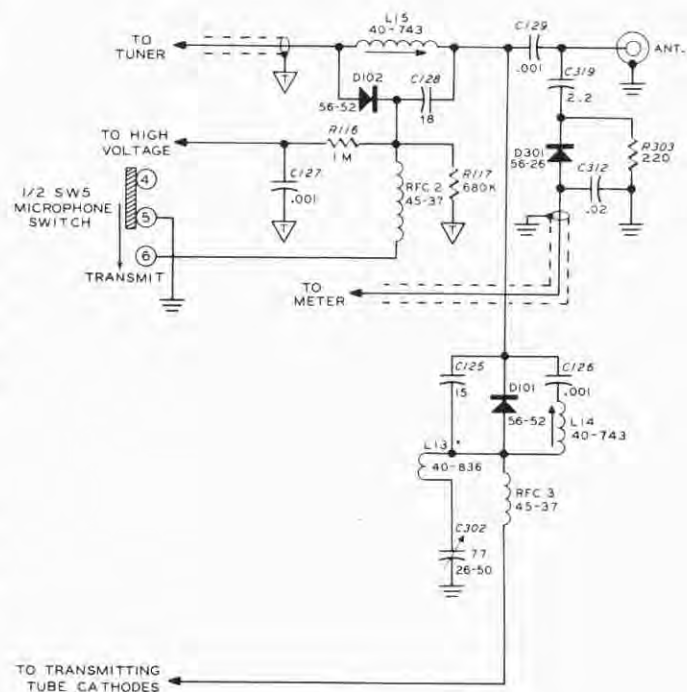 L15
40-743
TO
TUNER
T
D102
56-52
C128
18
C129
.001
ANT.
C319
2.2
D301
56-26
R303
220
C312
.02
TO HIGH
VOLTAGE
R116
1 M
C127
.001
T
RFC 2
45-37
R117
680K
T
1/2 SW5
MICROPHONE
SWITCH
4
5
6
TRANSMIT
TO
METER
C125
15
D101
56-52
C126
.001
L14
40-743
L13
40-836
RFC 3
45-37
C302
77
26-50
TO TRANSMITTING
TUBE CATHODES